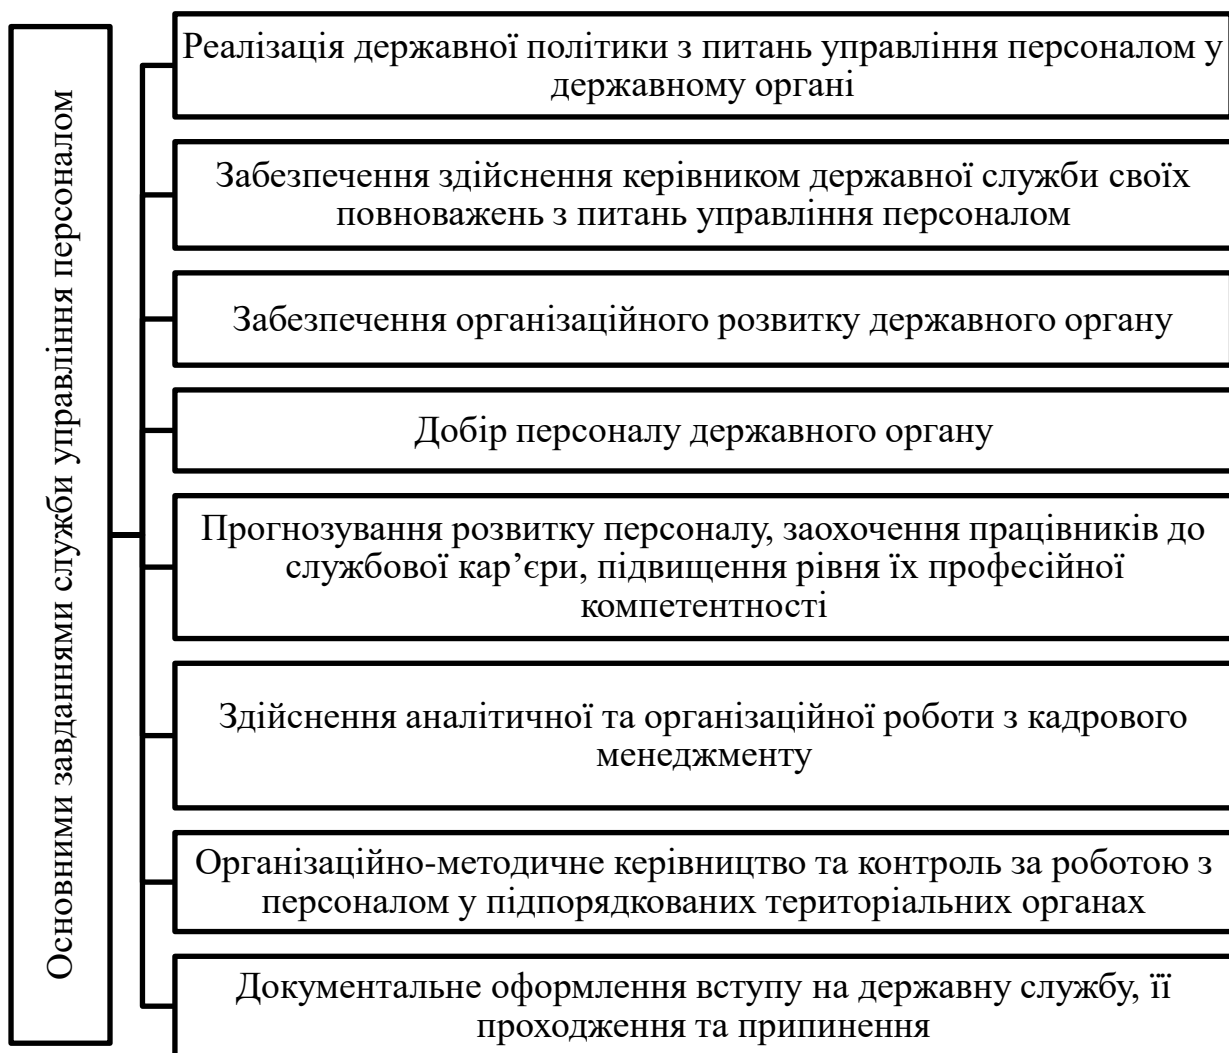 Основними завданнями служби управління персоналом
Реалізація державної політики з питань управління персоналом у
державному органі
Забезпечення здійснення керівником державної служби своїх
повноважень з питань управління персоналом
Забезпечення організаційного розвитку державного органу
Добір персоналу державного органу
Прогнозування розвитку персоналу, заохочення працівників до
службової кар’єри, підвищення рівня їх професійної
компетентності
Здійснення аналітичної та організаційної роботи з кадрового
менеджменту
Організаційно-методичне керівництво та контроль за роботою з
персоналом у підпорядкованих територіальних органах
Документальне оформлення вступу на державну службу, її
проходження та припинення